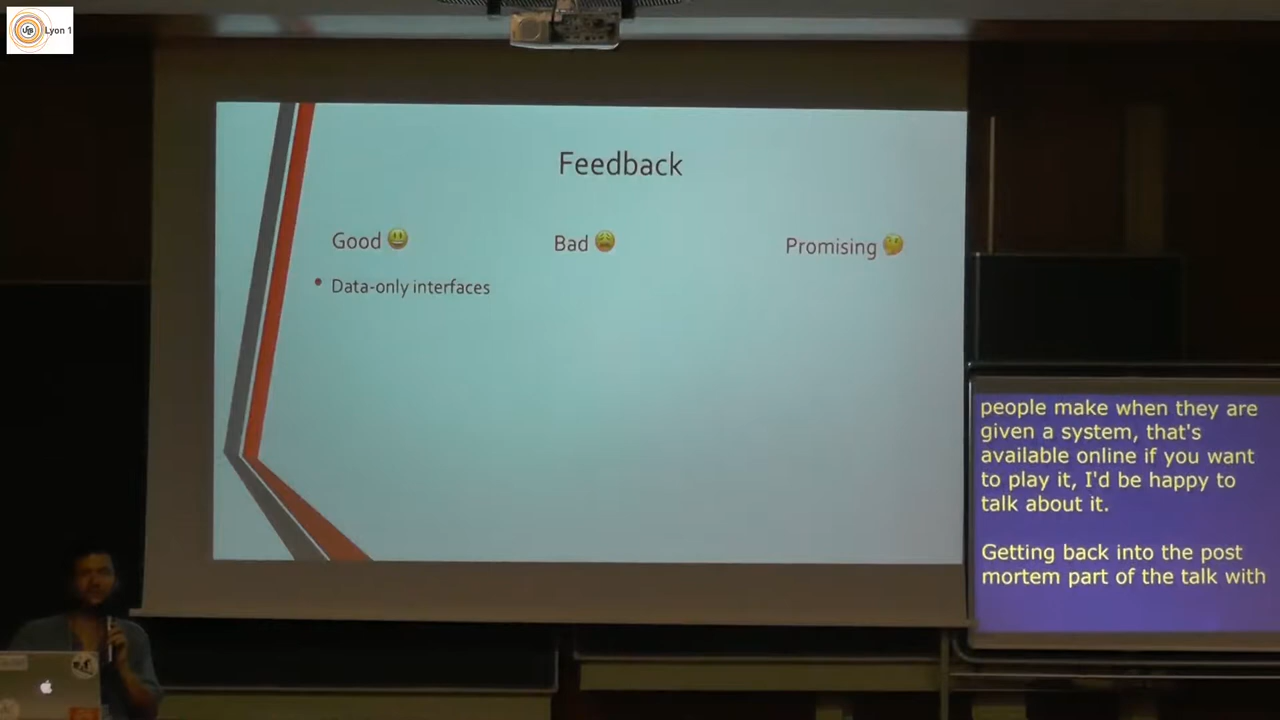 Lyon 1
Feedback
Good 😃
Bad 😩
Promising 🤔
• Data-only interfaces
people make when they are
given a system, that's
available online if you want
to play it, I'd be happy to
talk about it.
Getting back into the post
mortem part of the talk with